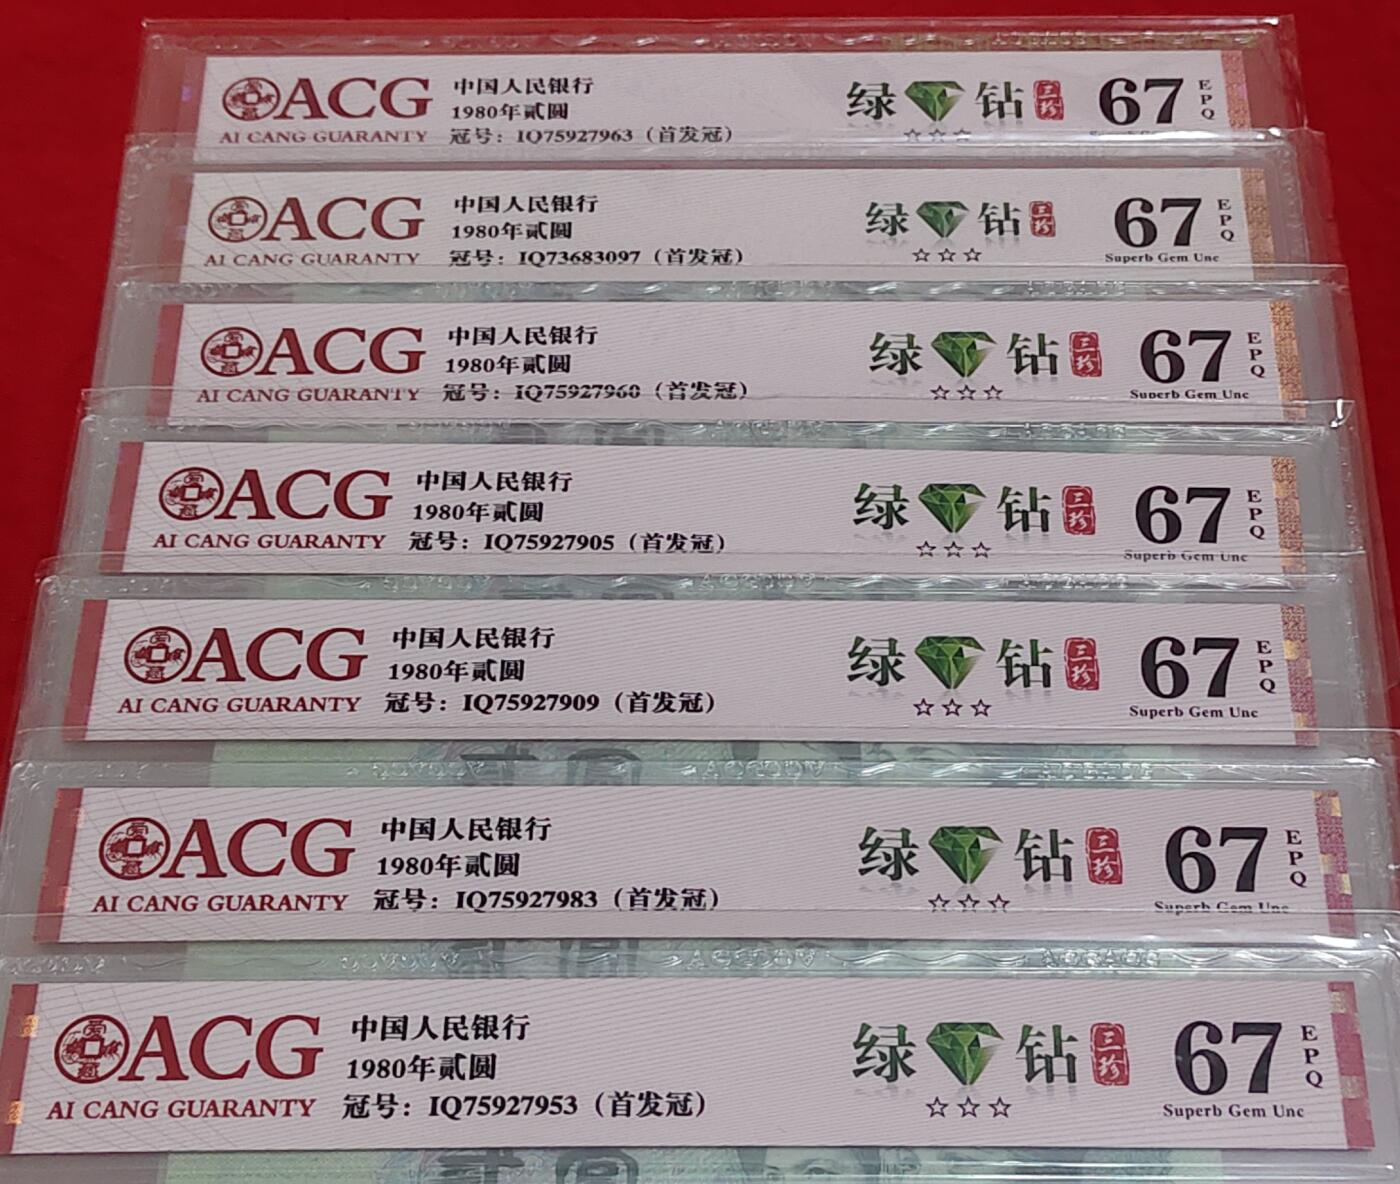 ACG 中国人民银行 绿 钻 三珍 67 EPQ
1980年贰圆
AI CANG GUARANTY 冠号：IQ75927963（首发冠） ☆☆☆
ACG 中国人民银行 绿 钻 三珍 67 EPQ
1980年贰圆
AI CANG GUARANTY 冠号：IQ73683097（首发冠） ☆☆☆ Superb Gem Unc
ACG 中国人民银行 绿 钻 三珍 67 EPQ
1980年贰圆
AI CANG GUARANTY 冠号：IQ75927960（首发冠） ☆☆☆ Superb Gem Unc
ACG 中国人民银行 绿 钻 三珍 67 EPQ
1980年贰圆
AI CANG GUARANTY 冠号：IQ75927905（首发冠） ☆☆☆ Superb Gem Unc
ACG 中国人民银行 绿 钻 三珍 67 EPQ
1980年贰圆
AI CANG GUARANTY 冠号：IQ75927909（首发冠） ☆☆☆ Superb Gem Unc
贰圆
ACG 中国人民银行 绿 钻 三珍 67 EPQ
1980年贰圆
AI CANG GUARANTY 冠号：IQ75927983（首发冠） ☆☆☆ Superb Gem Unc
ACG 中国人民银行 绿 钻 三珍 67 EPQ
1980年贰圆
AI CANG GUARANTY 冠号：IQ75927953（首发冠） ☆☆☆ Superb Gem Unc
贰圆